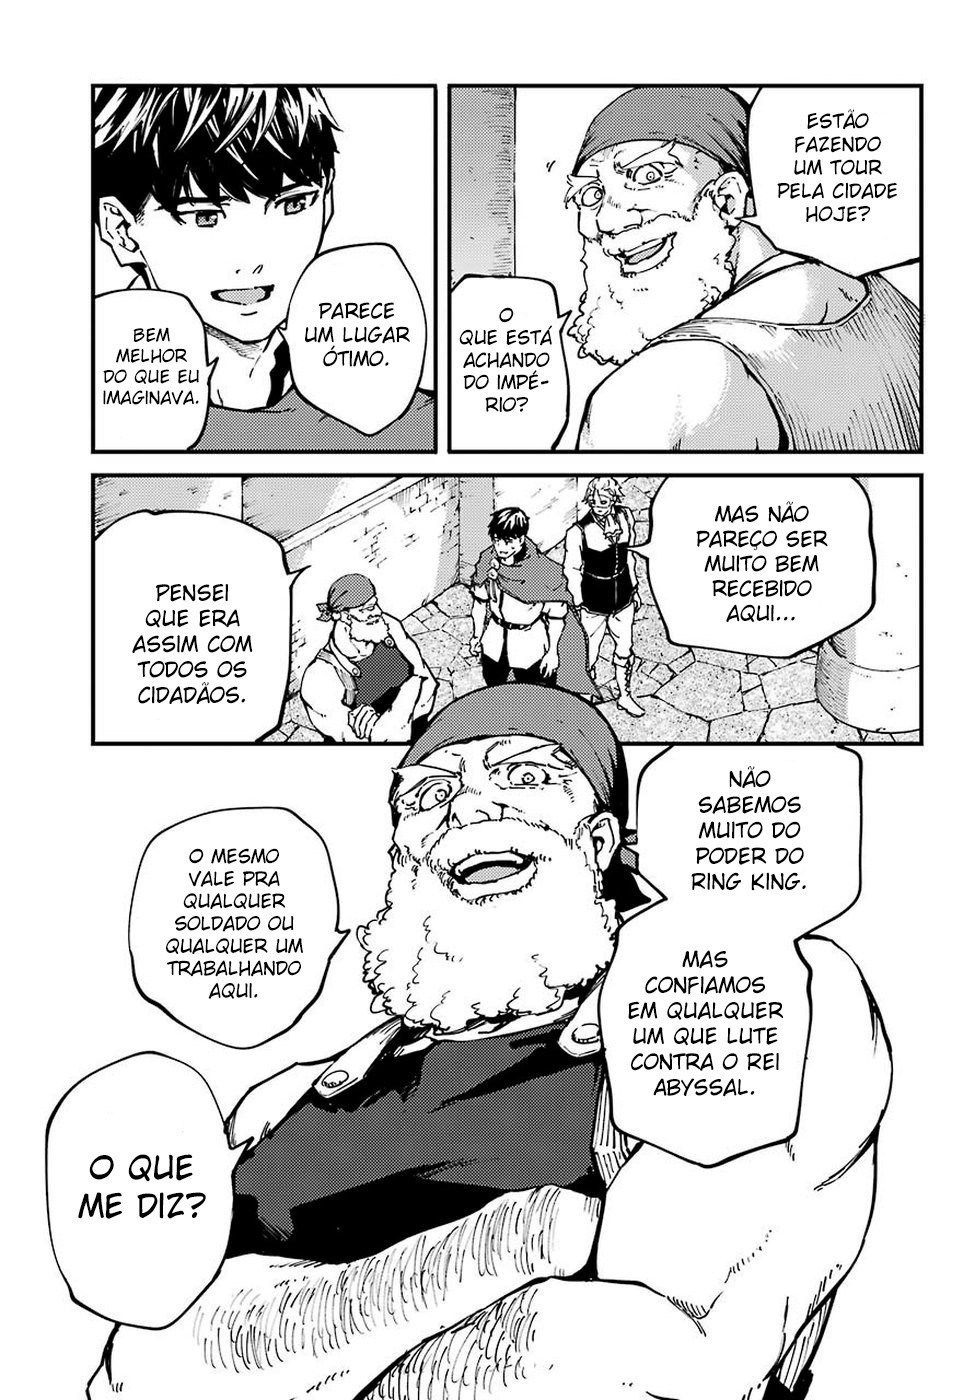 ESTÃO
FAZENDO
UM TOUR
PELA CIDADE
HOJE?
O
QUE ESTÁ
ACHANDO
DO IMPÉ-
RIO?
PARECE
UM LUGAR
ÓTIMO.
BEM
MELHOR
DO QUE EU
IMAGINAVA.
MAS NÃO
PAREÇO SER
MUITO BEM
RECEBIDO
AQUI...
PENSEI
QUE ERA
ASSIM COM
TODOS OS
CIDADÃOS.
NÃO
SABEMOS
MUITO DO
PODER DO
RING KING.
MAS
CONFIAMOS
EM QUALQUER
UM QUE LUTE
CONTRA O REI
ABYSSAL.
O MESMO
VALE PRA
QUALQUER
SOLDADO OU
QUALQUER UM
TRABALHANDO
AQUI.
O QUE
ME DIZ?